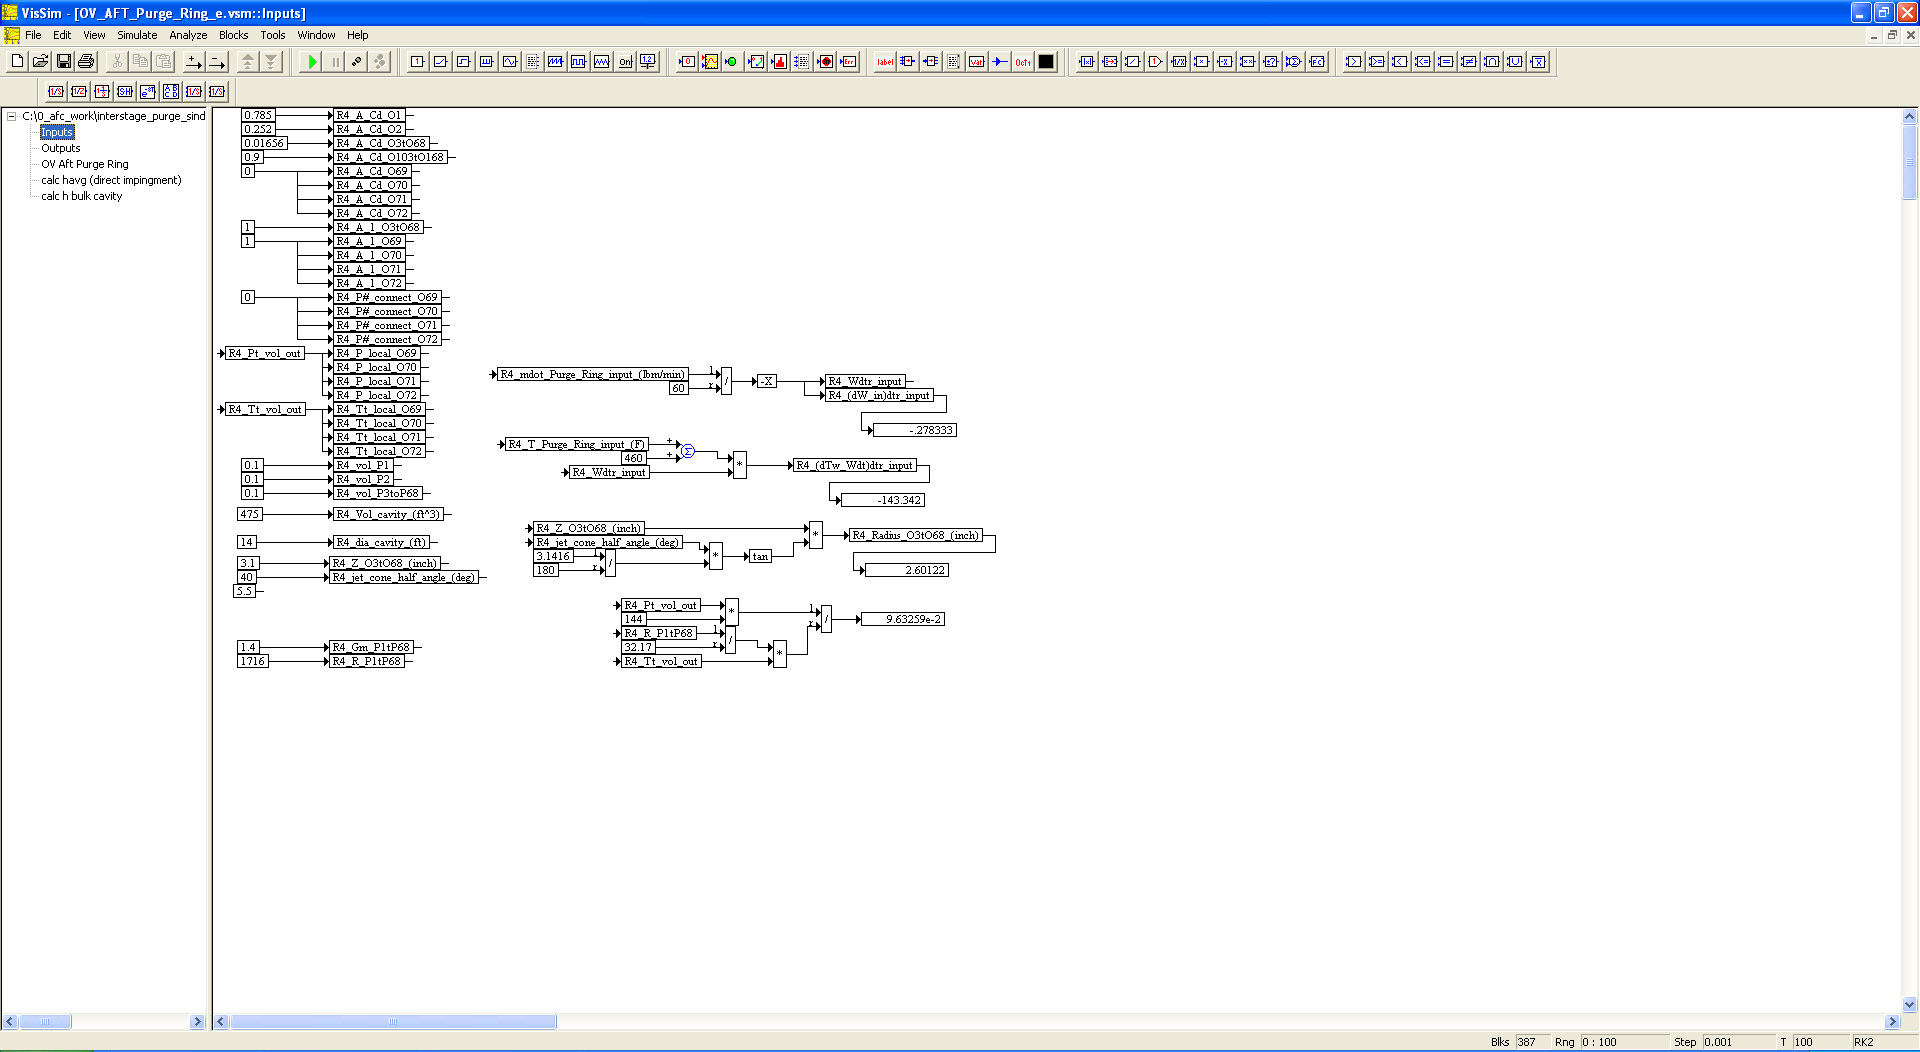 VisSim - [OV_AFT_Purge_Ring_e.vsm::Inputs]
File Edit View Simulate Analyze Blocks Tools Window Help
C:\0_afc_work\interstage_purge_sind
Inputs
Outputs
OV Aft Purge Ring
calc havg (direct impingment)
calc h bulk cavity
0.785 R4_A_Cd_O1
0.252 R4_A_Cd_O2
0.01656 R4_A_Cd_O3tO68
0.9 R4_A_Cd_O103tO168
0 R4_A_Cd_O69
R4_A_Cd_O70
R4_A_Cd_O71
R4_A_Cd_O72
1 R4_A_1_O3tO68
1 R4_A_1_O69
R4_A_1_O70
R4_A_1_O71
R4_A_1_O72
0 R4_P#_connect_O69
R4_P#_connect_O70
R4_P#_connect_O71
R4_P#_connect_O72
R4_Pt_vol_out R4_P_local_O69
R4_P_local_O70
R4_P_local_O71
R4_P_local_O72
R4_Tt_vol_out R4_Tt_local_O69
R4_Tt_local_O70
R4_Tt_local_O71
R4_Tt_local_O72
0.1 R4_vol_P1
0.1 R4_vol_P2
0.1 R4_vol_P3toP68
475 R4_Vol_cavity_(ft^3)
14 R4_dia_cavity_(ft)
3.1 R4_Z_O3tO68_(inch)
40 R4_jet_cone_half_angle_(deg)
5.5
1.4 R4_Gm_P1tP68
1716 R4_R_P1tP68
R4_mdot_Purge_Ring_input_(lbm/min) l / -X R4_Wdtr_input
60 r R4_(dW_in)dtr_input
-.278333
R4_T_Purge_Ring_input_(F) + Σ
460 + * R4_(dTw_Wdt)dtr_input
R4_Wdtr_input
-143.342
R4_Z_O3tO68_(inch) * R4_Radius_O3tO68_(inch)
R4_jet_cone_half_angle_(deg) * tan
3.1416 l /
180 r
2.60122
R4_Pt_vol_out * l / 9.63259e-2
144 r
R4_R_P1tP68 l /
32.17 r *
R4_Tt_vol_out
Blks 387 Rng 0 : 100 Step 0.001 T 100 RK2